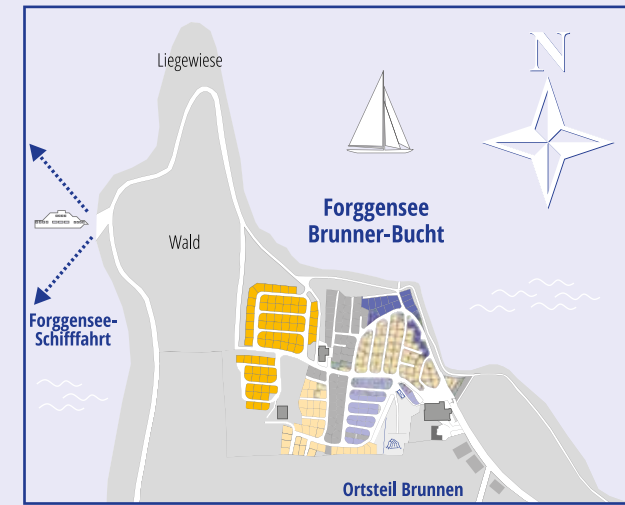 Liegewiese
N
Wald
Forggensee
Brunner-Bucht
Forggensee-
Schifffahrt
Ortsteil Brunnen